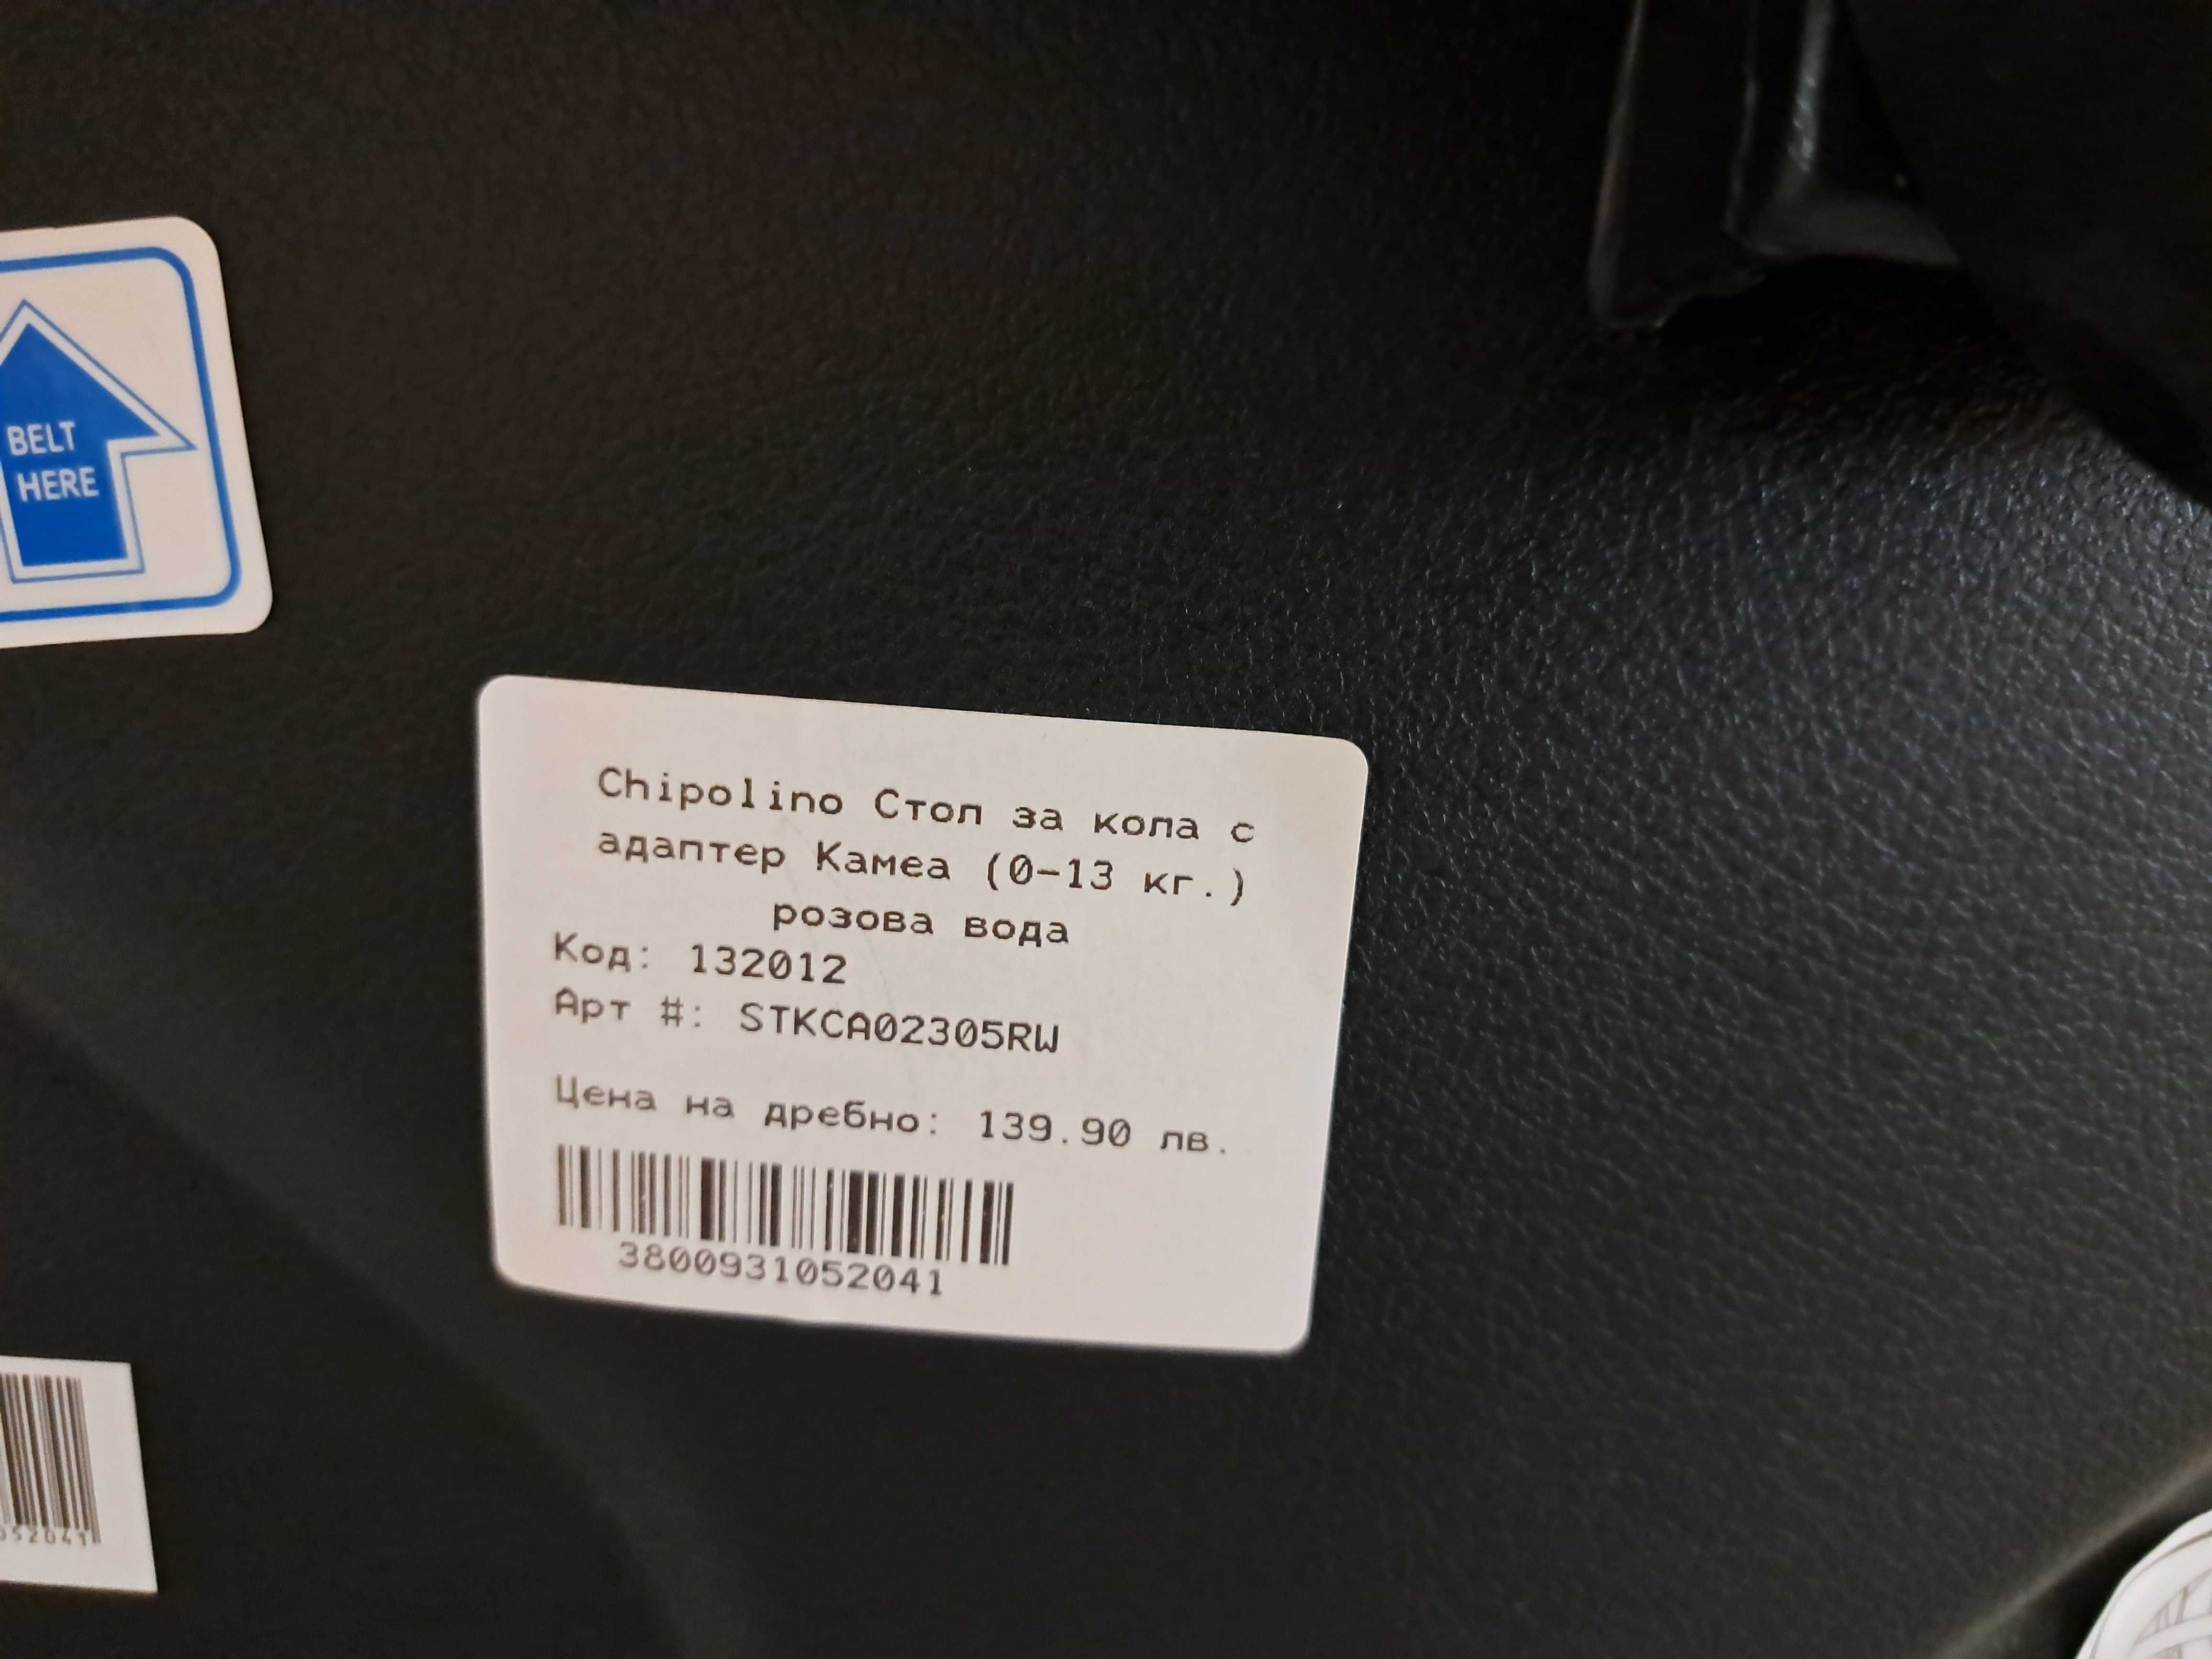 BELT
HERE
Chipolino Стол за кола с
адаптер Камеа (0-13 кг.)
розова вода
Код: 132012
Арт #: STKCA02305RW
Цена на дребно: 139.90 лв.
3800931052041
52041